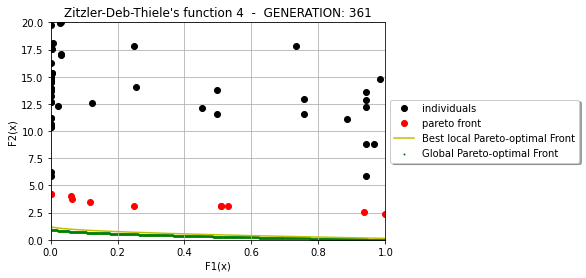 Zitzler-Deb-Thiele's function 4 - GENERATION: 361
20.0
17.5
15.0
12.5
10.0
7.5
5.0
2.5
0.0
F2(x)
0.0 0.2 0.4 0.6 0.8 1.0
F1(x)
individuals
pareto front
Best local Pareto-optimal Front
Global Pareto-optimal Front